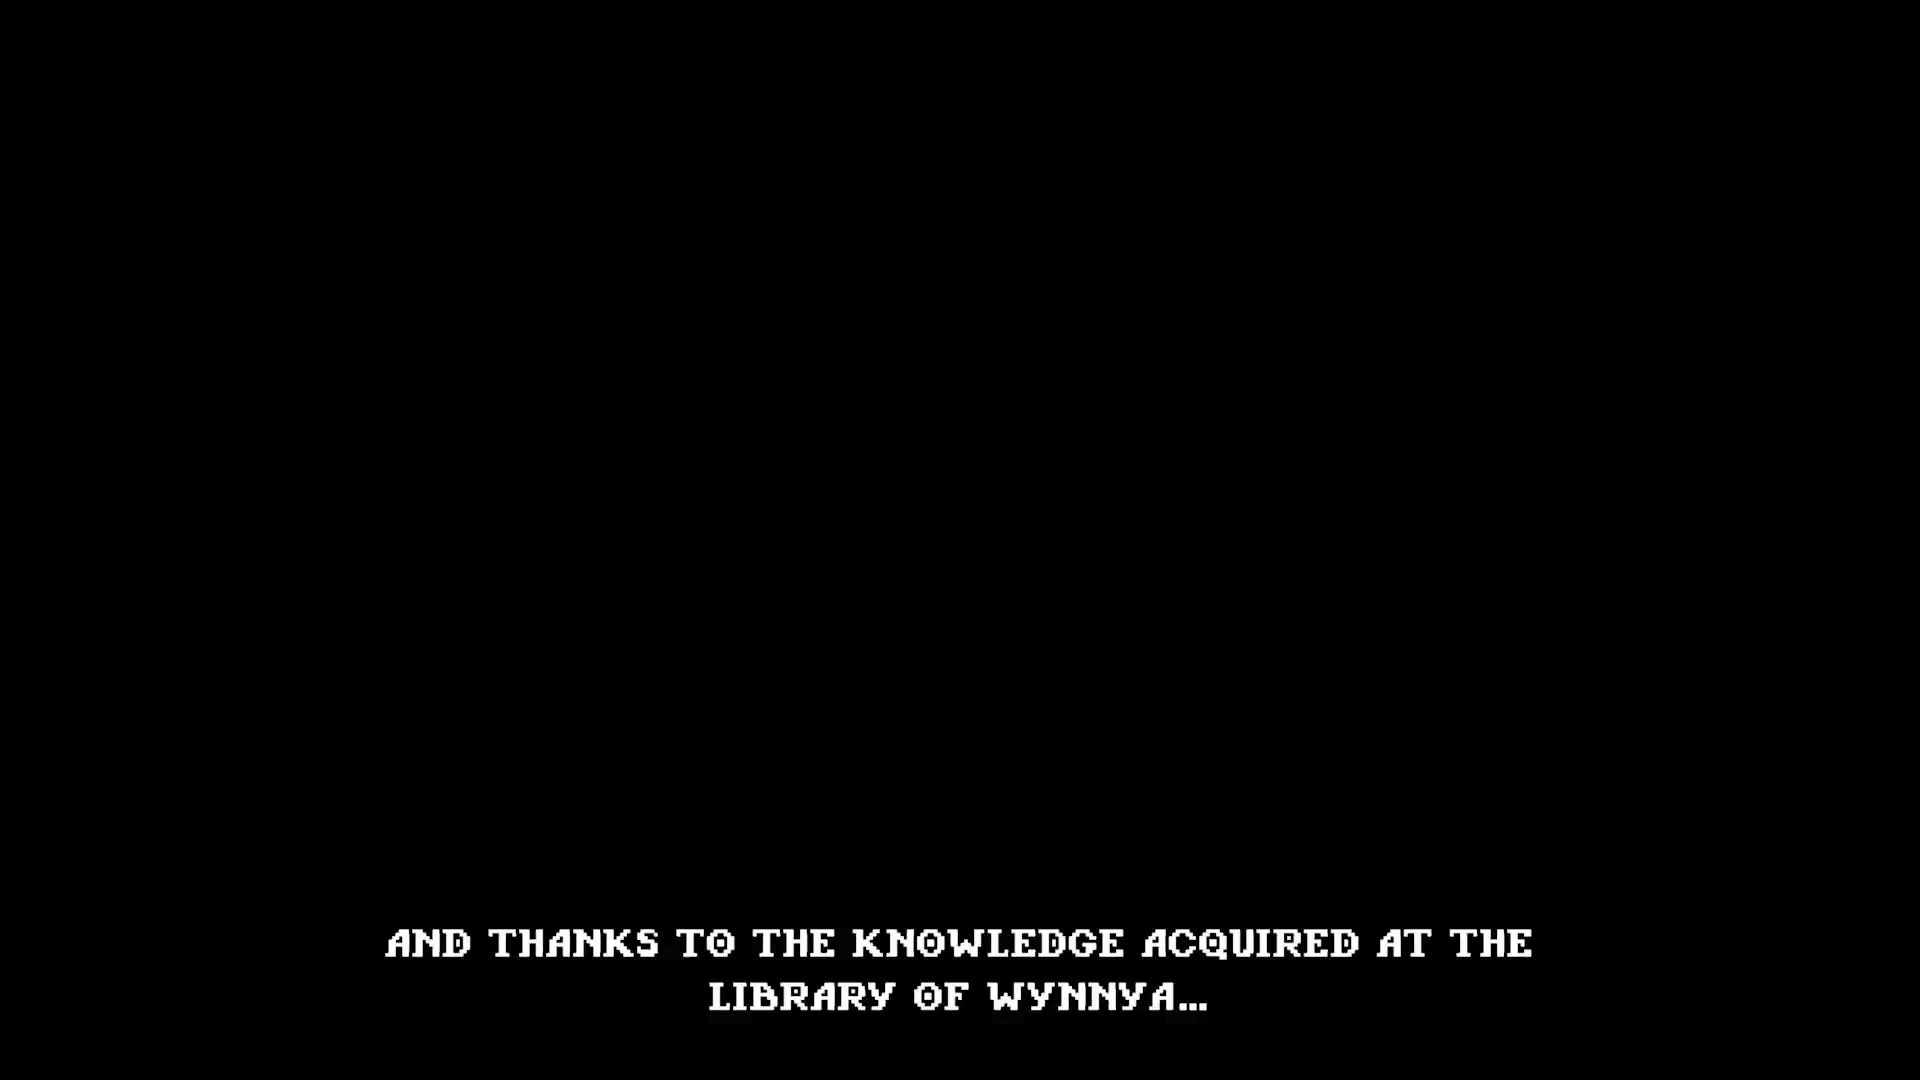 AND THANKS TO THE KNOWLEDGE ACQUIRED AT THE
LIBRARY OF WYNNYA...